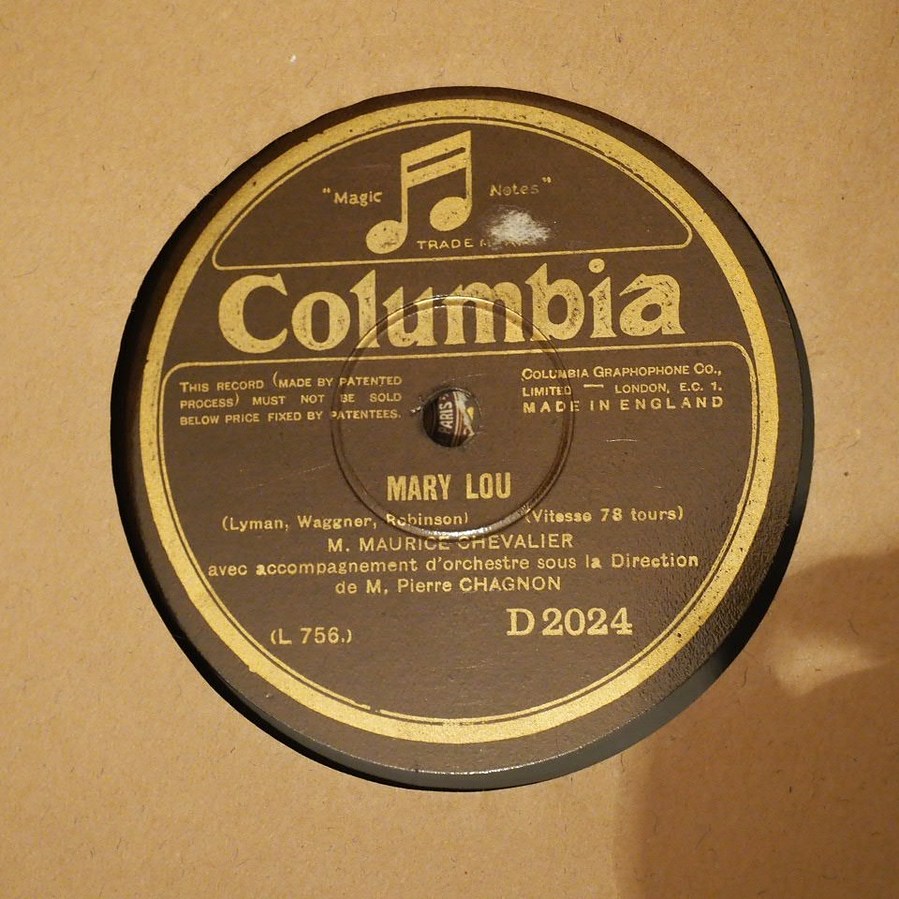 "Magic Notes"
TRADE
Columbia
THIS RECORD (MADE BY PATENTED
PROCESS) MUST NOT BE SOLD
BELOW PRICE FIXED BY PATENTEES.
COLUMBIA GRAPHOPHONE CO.,
LIMITED — LONDON, E.C. 1.
MADE IN ENGLAND
PARIS
MARY LOU
(Lyman, Waggner, Robinson) (Vitesse 78 tours)
M. MAURICE CHEVALIER
avec accompagnement d'orchestre sous la Direction
de M. Pierre CHAGNON
(L 756.) D 2024